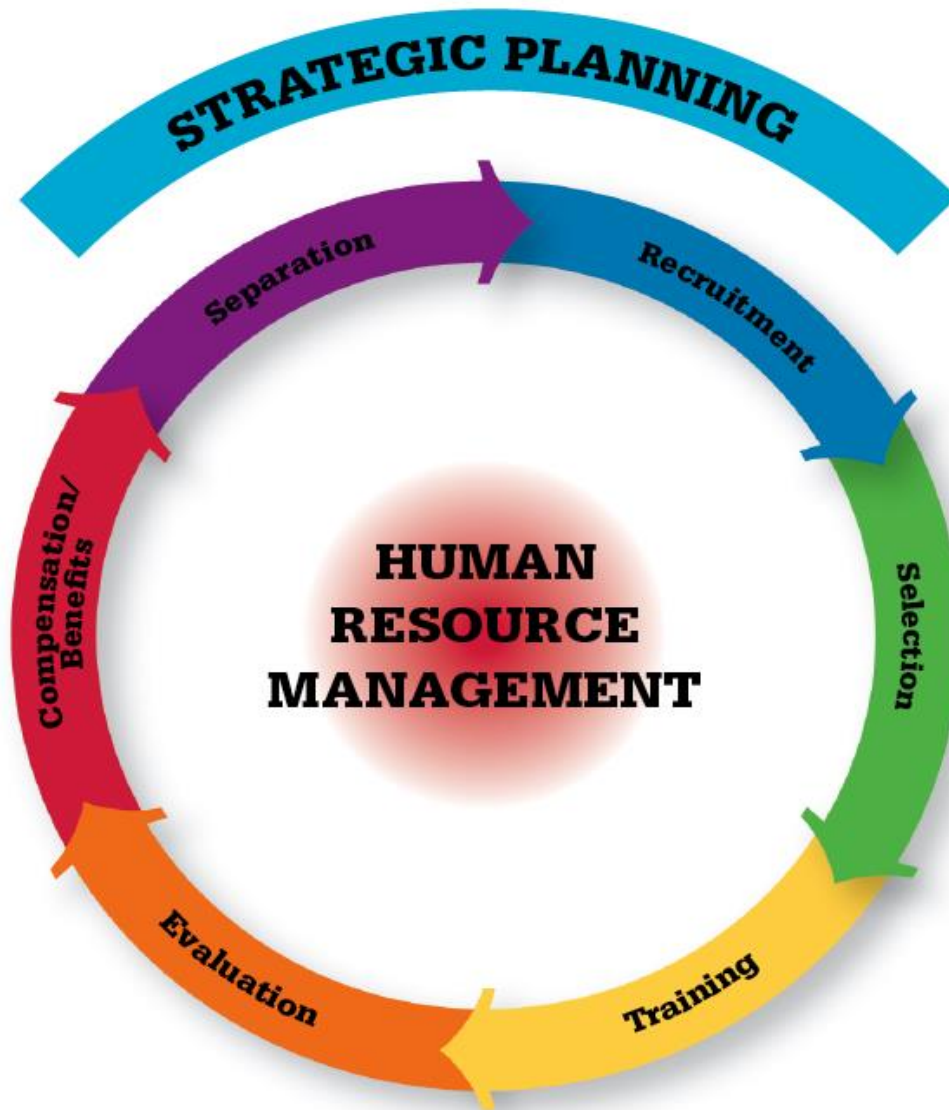 STRATEGIC PLANNING
Separation
Recruitment
Selection
Training
Evaluation
Compensation/
Benefits
HUMAN
RESOURCE
MANAGEMENT